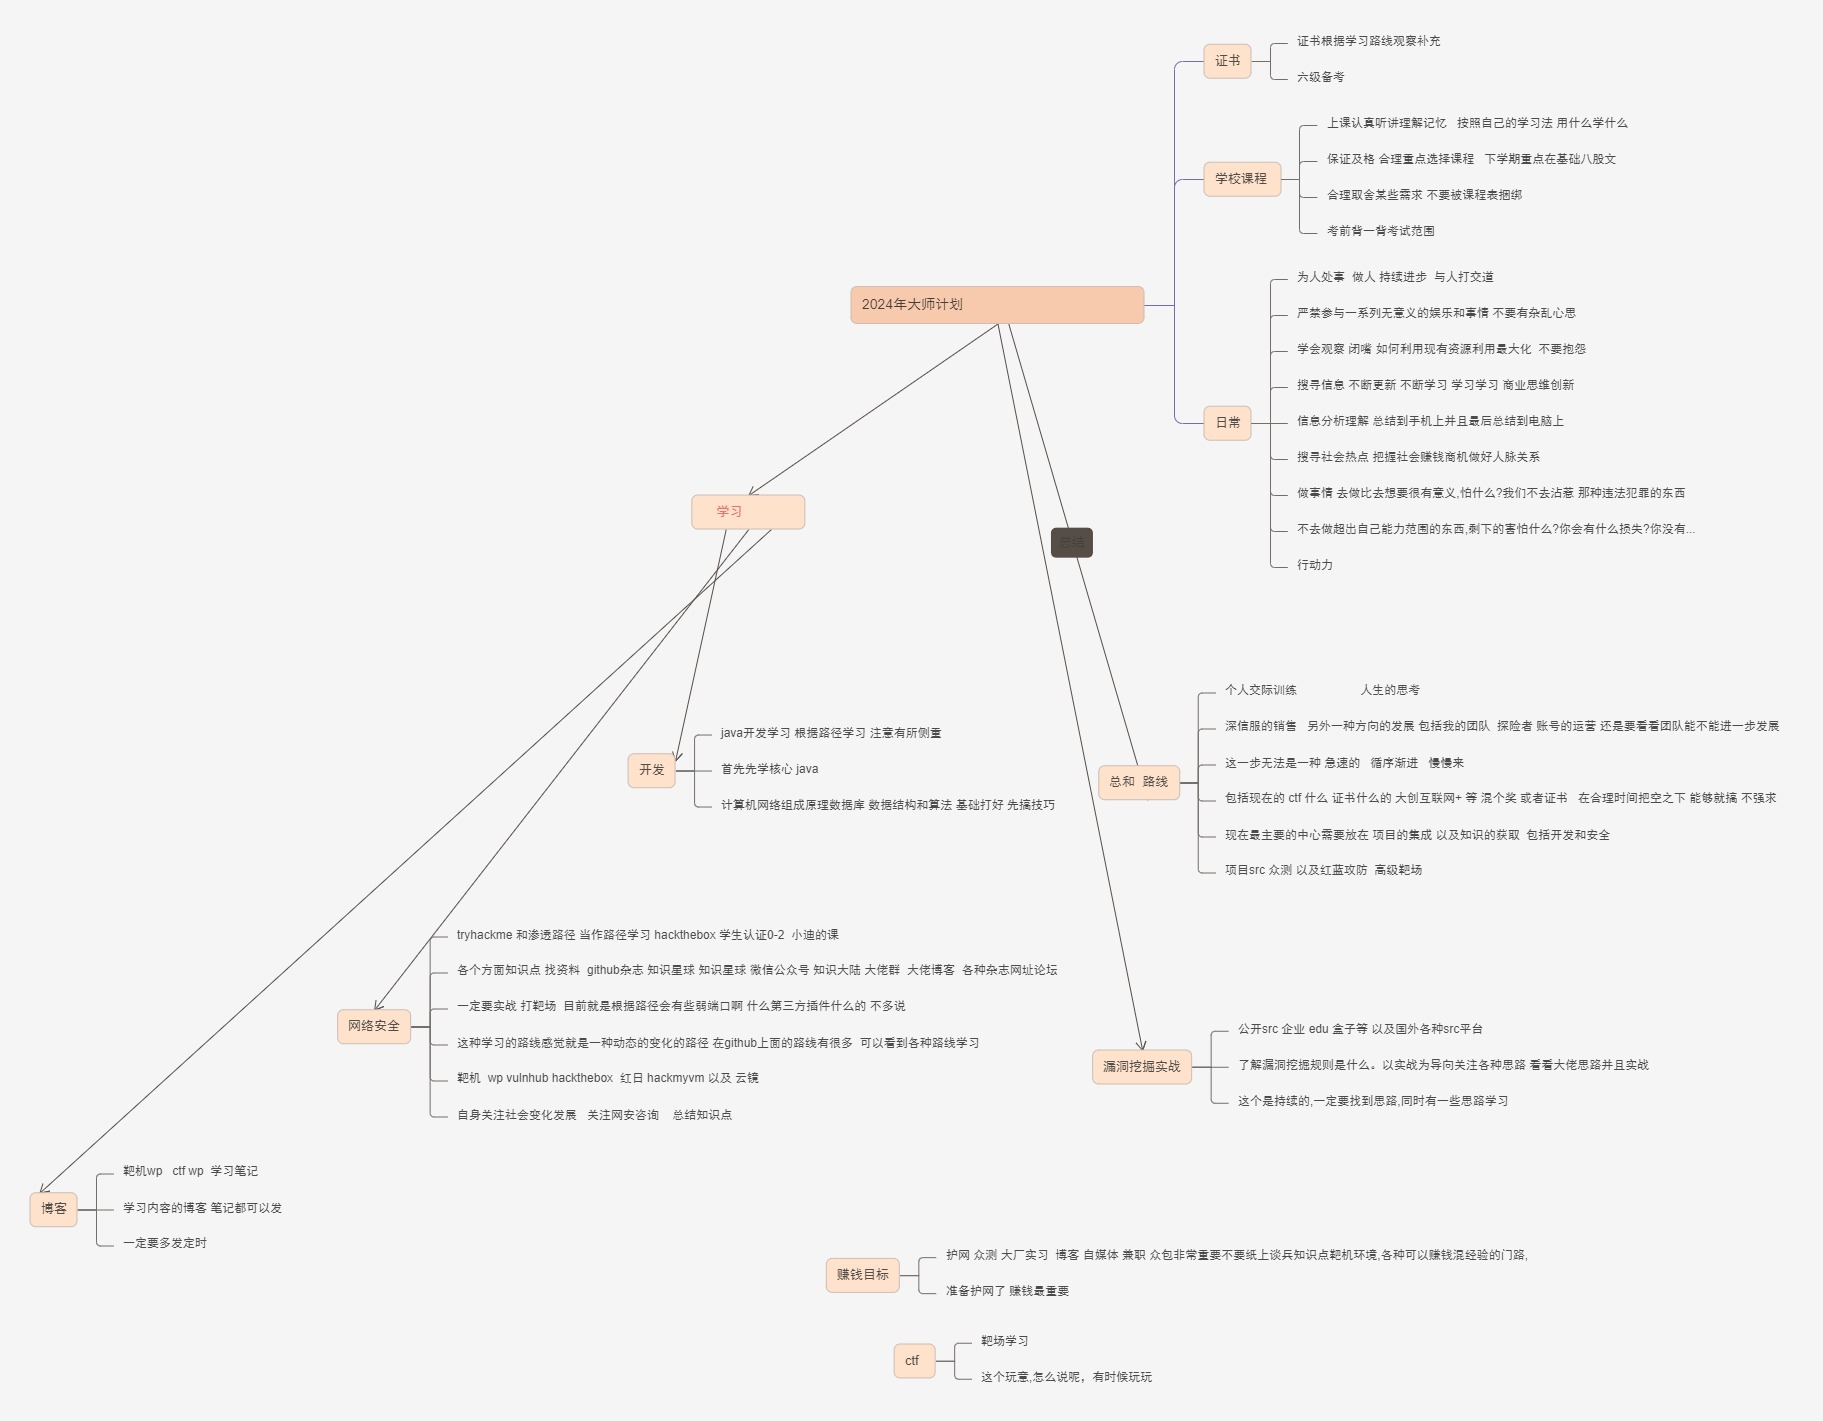 2024年大师计划
证书
证书根据学习路线观察补充
六级备考
学校课程
上课认真听讲理解记忆 按照自己的学习法 用什么学什么
保证及格 合理重点选择课程 下学期重点在基础八股文
合理取舍某些需求 不要被课程表捆绑
考前背一背考试范围
日常
为人处事 做人 持续进步 与人打交道
严禁参与一系列无意义的娱乐和事情 不要有杂乱心思
学会观察 闭嘴 如何利用现有资源利用最大化 不要抱怨
搜寻信息 不断更新 不断学习 学习学习 商业思维创新
信息分析理解 总结到手机上并且最后总结到电脑上
搜寻社会热点 把握社会赚钱商机做好人脉关系
做事情 去做比去想要很有意义,怕什么?我们不去沾惹 那种违法犯罪的东西
不去做超出自己能力范围的东西,剩下的害怕什么?你会有什么损失?你没有...
行动力
学习
总结
开发
java开发学习 根据路径学习 注意有所侧重
首先先学核心 java
计算机网络组成原理数据库 数据结构和算法 基础打好 先搞技巧
总和 路线
个人交际训练 人生的思考
深信服的销售 另外一种方向的发展 包括我的团队 探险者 账号的运营 还是要看看团队能不能进一步发展
这一步无法是一种 急速的 循序渐进 慢慢来
包括现在的 ctf 什么 证书什么的 大创互联网+ 等 混个奖 或者证书 在合理时间把空之下 能够就搞 不强求
现在最主要的中心需要放在 项目的集成 以及知识的获取 包括开发和安全
项目src 众测 以及红蓝攻防 高级靶场
网络安全
tryhackme 和渗透路径 当作路径学习 hackthebox 学生认证0-2 小迪的课
各个方面知识点 找资料 github杂志 知识星球 知识星球 微信公众号 知识大陆 大佬群 大佬博客 各种杂志网址论坛
一定要实战 打靶场 目前就是根据路径会有些弱端口啊 什么第三方插件什么的 不多说
这种学习的路线感觉就是一种动态的变化的路径 在github上面的路线有很多 可以看到各种路线学习
靶机 wp vulnhub hackthebox 红日 hackmyvm 以及 云镜
自身关注社会变化发展 关注网安咨询 总结知识点
漏洞挖掘实战
公开src 企业 edu 盒子等 以及国外各种src平台
了解漏洞挖掘规则是什么。以实战为导向关注各种思路 看看大佬思路并且实战
这个是持续的,一定要找到思路,同时有一些思路学习
博客
靶机wp ctf wp 学习笔记
学习内容的博客 笔记都可以发
一定要多发定时
赚钱目标
护网 众测 大厂实习 博客 自媒体 兼职 众包非常重要不要纸上谈兵知识点靶机环境,各种可以赚钱混经验的门路,
准备护网了 赚钱最重要
ctf
靶场学习
这个玩意,怎么说呢，有时候玩玩